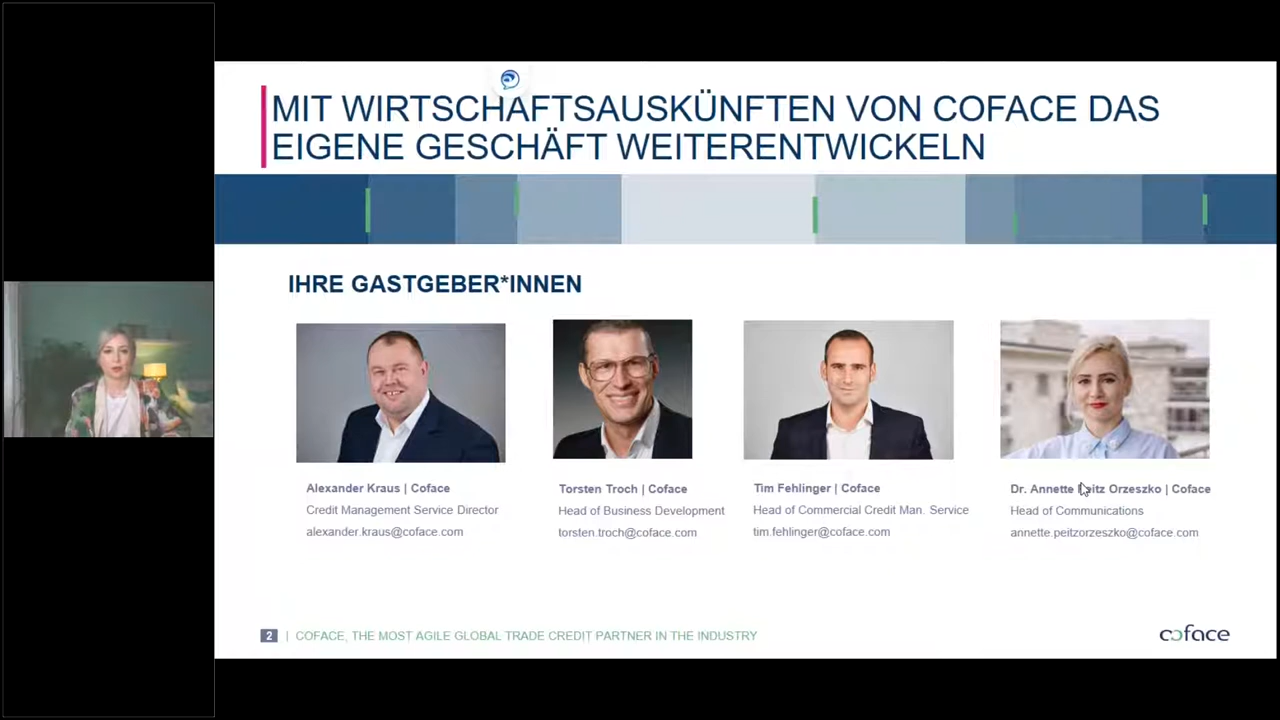 MIT WIRTSCHAFTSAUSKÜNFTEN VON COFACE DAS
EIGENE GESCHÄFT WEITERENTWICKELN
IHRE GASTGEBER*INNEN
Alexander Kraus | Coface
Credit Management Service Director
alexander.kraus@coface.com
Torsten Troch | Coface
Head of Business Development
torsten.troch@coface.com
Tim Fehlinger | Coface
Head of Commercial Credit Man. Service
tim.fehlinger@coface.com
Dr. Annette Peitz Orzeszko | Coface
Head of Communications
annette.peitzorzeszko@coface.com
2 | COFACE, THE MOST AGILE GLOBAL TRADE CREDIT PARTNER IN THE INDUSTRY
coface